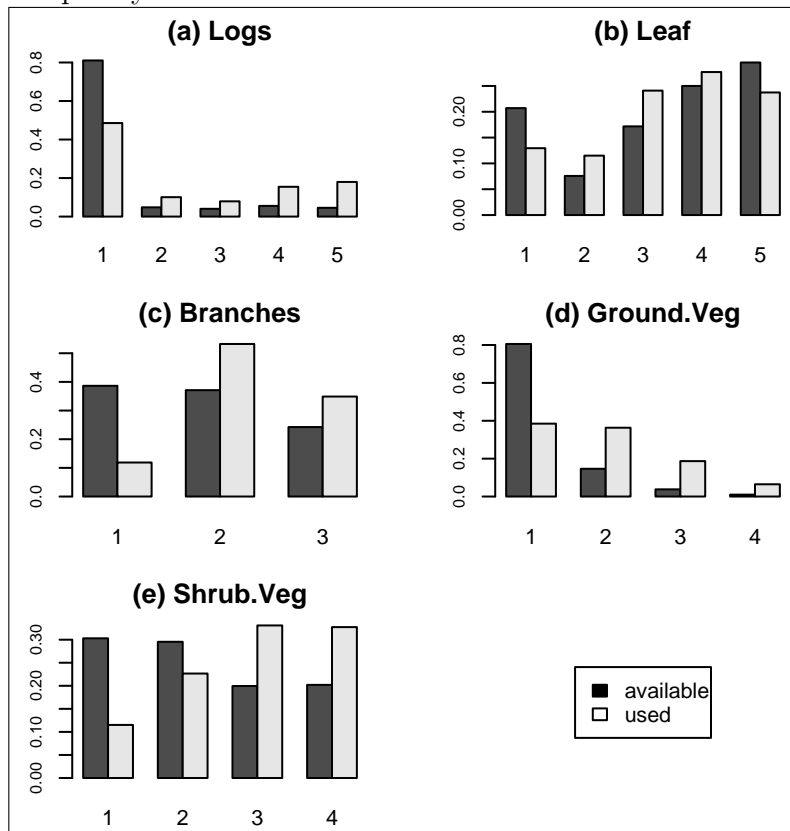 (a) Logs
0.0 0.2 0.4 0.6 0.8
1 2 3 4 5
(b) Leaf
0.00 0.10 0.20
1 2 3 4 5
(c) Branches
0.0 0.2 0.4
1 2 3
(d) Ground.Veg
0.0 0.2 0.4 0.6 0.8
1 2 3 4
(e) Shrub.Veg
0.00 0.10 0.20 0.30
1 2 3 4
available
used